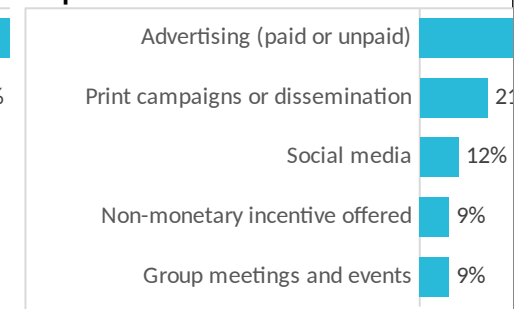 Advertising (paid or unpaid)
Print campaigns or dissemination
Social media 12%
Non-monetary incentive offered 9%
Group meetings and events 9%